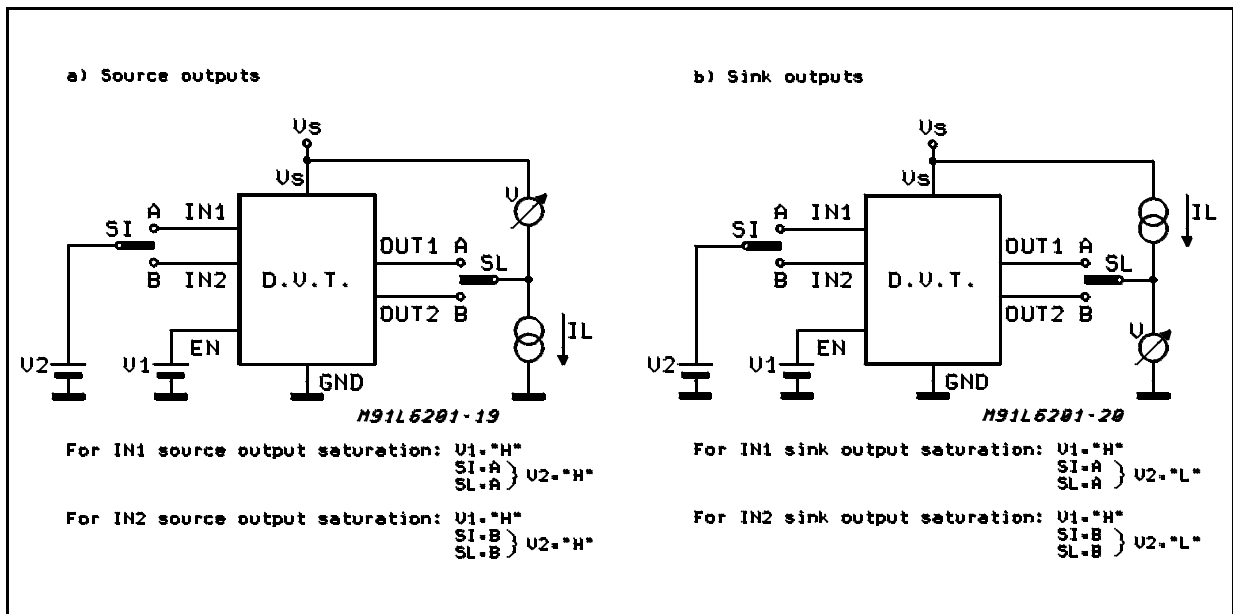 a) Source outputs
Vs
Vs
V
A
IN1
SI
B
IN2
D.V.T.
OUT1
A
SL
OUT2
B
IL
EN
V2
V1
GND
M91L6201-19
For IN1 source output saturation: V1="H"
SI=A
SL=A
V2="H"
For IN2 source output saturation: V1="H"
SI=B
SL=B
V2="H"
b) Sink outputs
Vs
Vs
IL
A
IN1
SI
B
IN2
D.V.T.
OUT1
A
SL
OUT2
B
V
EN
V2
V1
GND
M91L6201-20
For IN1 sink output saturation: V1="H"
SI=A
SL=A
V2="L"
For IN2 sink output saturation: V1="H"
SI=B
SL=B
V2="L"